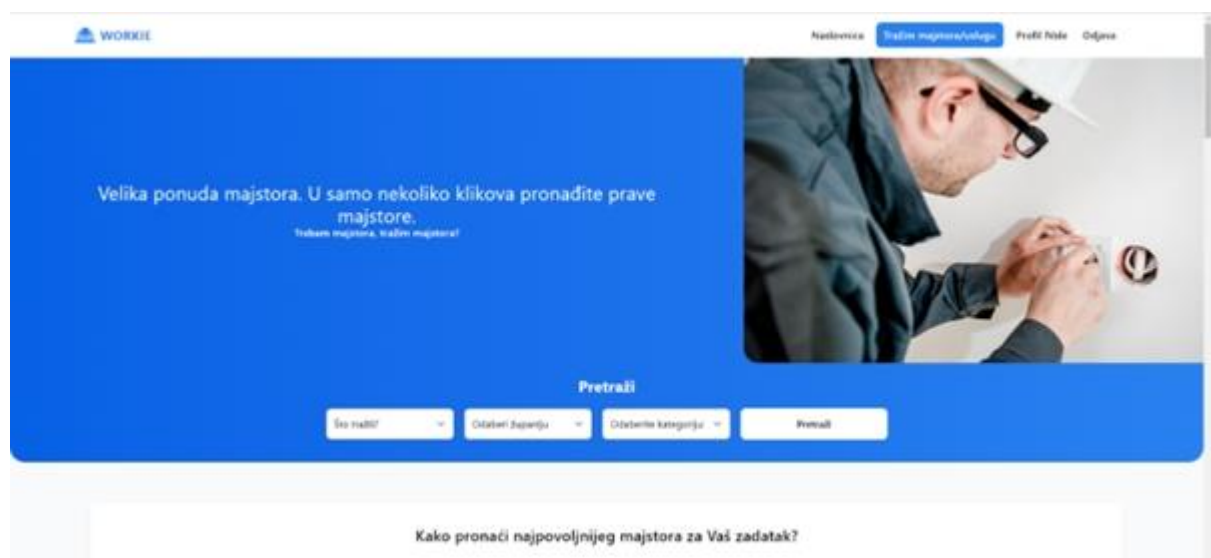 WORKIE
Naslovnica Tražim majstora/uslugu Profil Odjava
Velika ponuda majstora. U samo nekoliko klikova pronađite prave
majstore.
Trebam majstora, tražim majstora?
Pretraži
Što tražiš? Odaberi županiju Odaberite kategoriju Pretraži
Kako pronaći najpovoljnijeg majstora za Vaš zadatak?